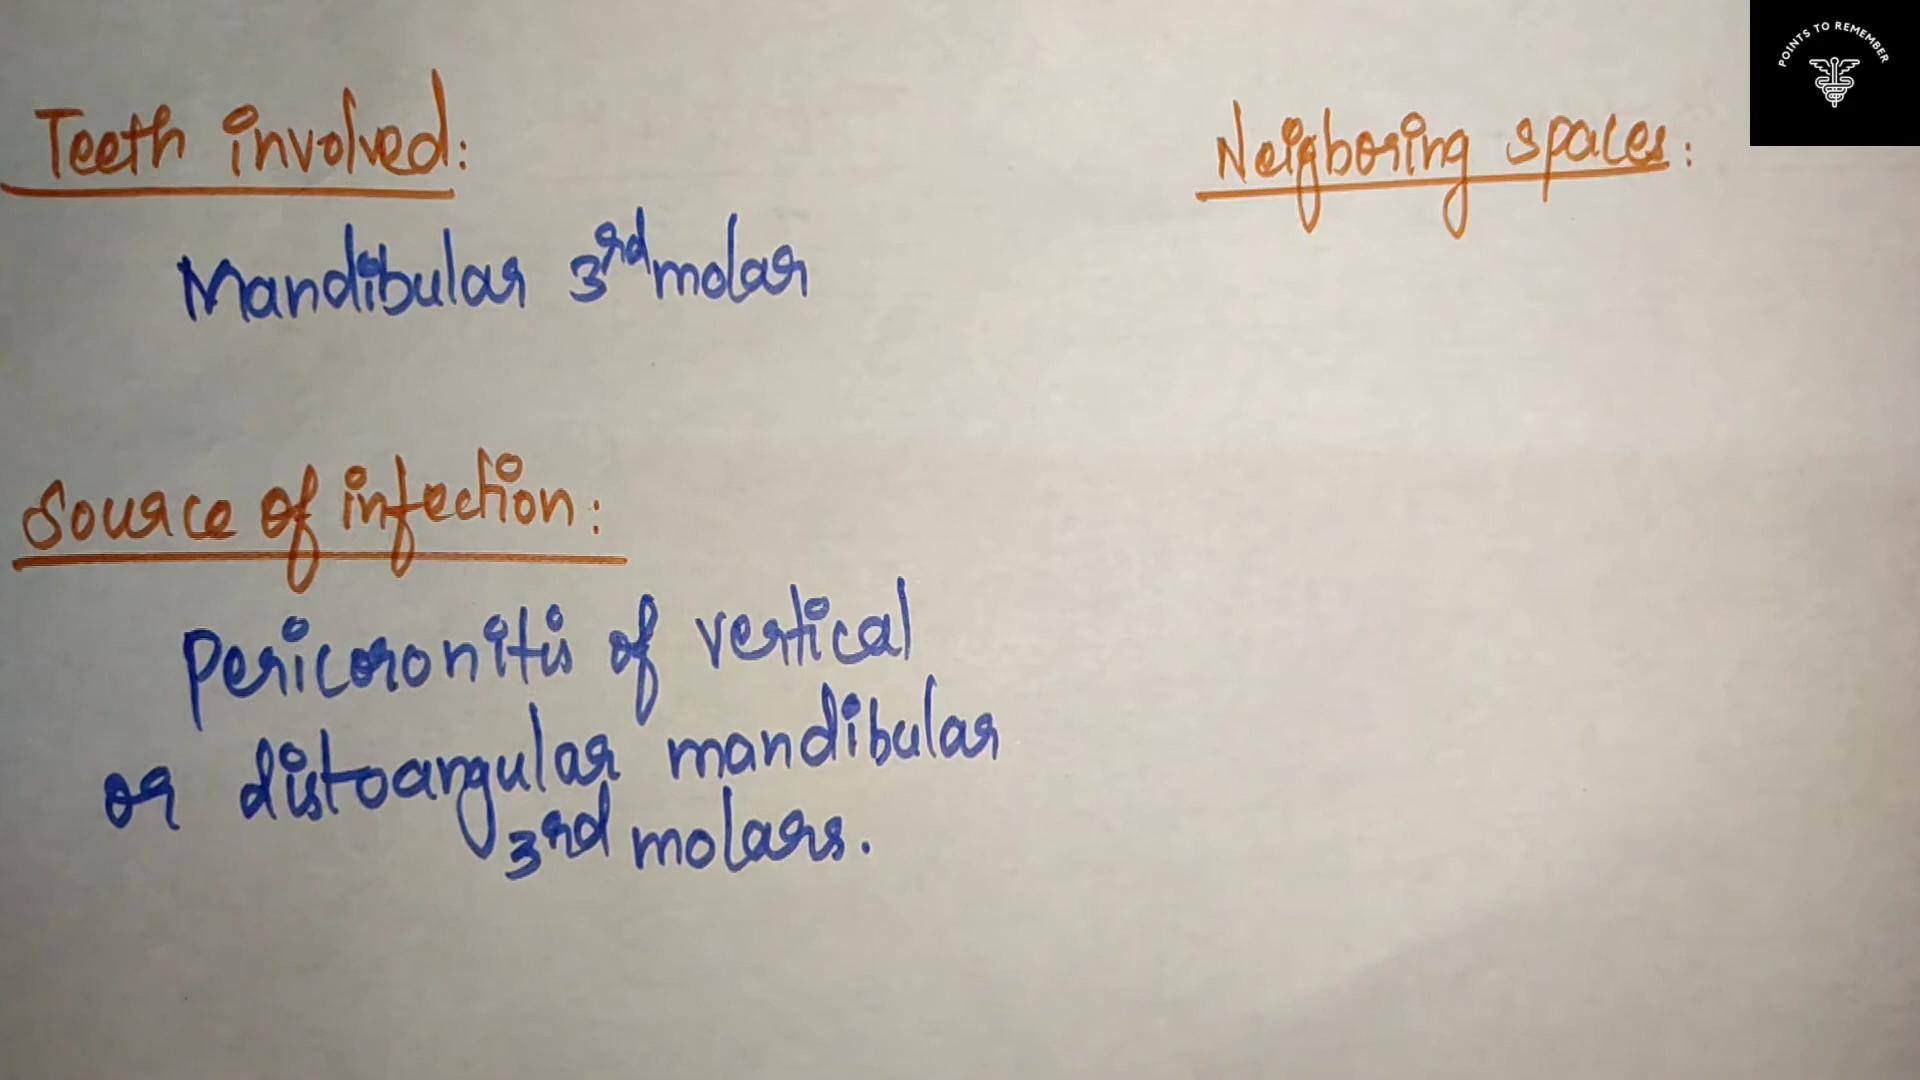 POINTS TO REMEMBER
Teeth involved:
Mandibular 3rd molar
Source of infection:
Pericoronitis of vertical
or distoangular mandibular
3rd molars.
Neigboring spaces: